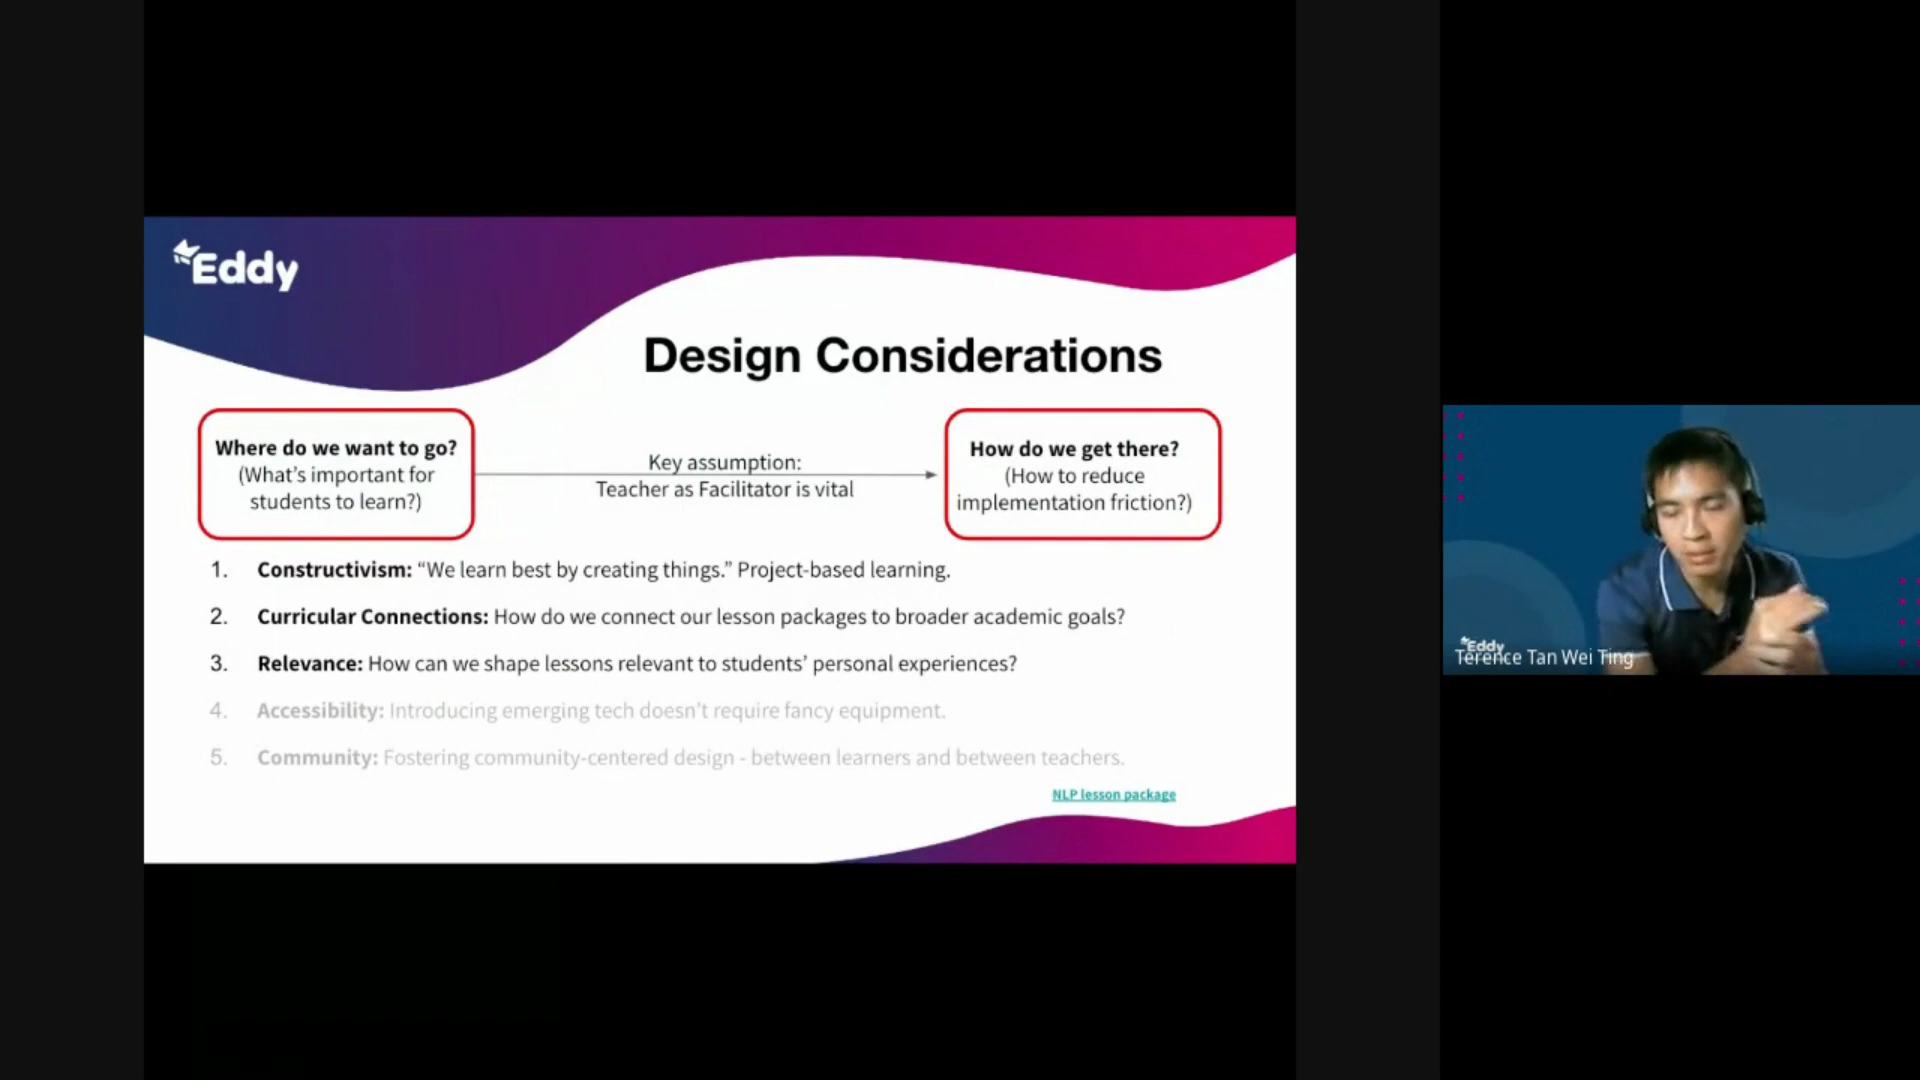 Eddy
Design Considerations
Where do we want to go?
(What's important for
students to learn?)
Key assumption:
Teacher as Facilitator is vital
How do we get there?
(How to reduce
implementation friction?)
1. Constructivism: “We learn best by creating things.” Project-based learning.
2. Curricular Connections: How do we connect our lesson packages to broader academic goals?
3. Relevance: How can we shape lessons relevant to students’ personal experiences?
4. Accessibility: Introducing emerging tech doesn’t require fancy equipment.
5. Community: Fostering community-centered design - between learners and between teachers.
NLP lesson package
Eddy
Terence Tan Wei Ting